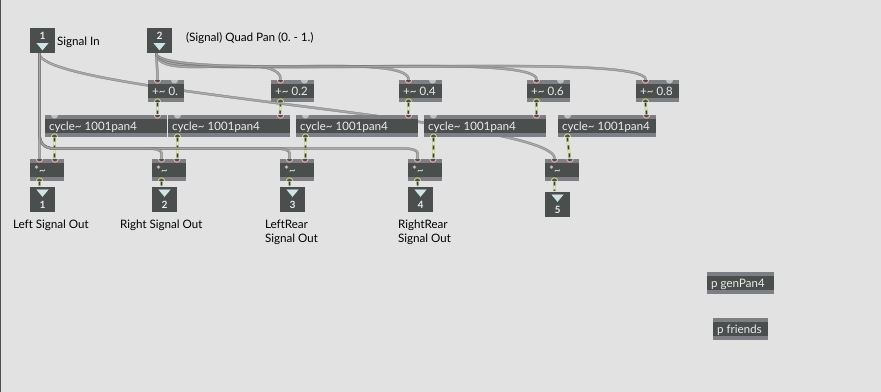 1 Signal In 2 (Signal) Quad Pan (0. - 1.)
+~ 0. +~ 0.2 +~ 0.4 +~ 0.6 +~ 0.8
cycle~ 1001pan4 cycle~ 1001pan4 cycle~ 1001pan4 cycle~ 1001pan4 cycle~ 1001pan4
*~ *~ *~ *~ *~
1 2 3 4 5
Left Signal Out Right Signal Out LeftRear RightRear
Signal Out Signal Out
p genPan4
p friends